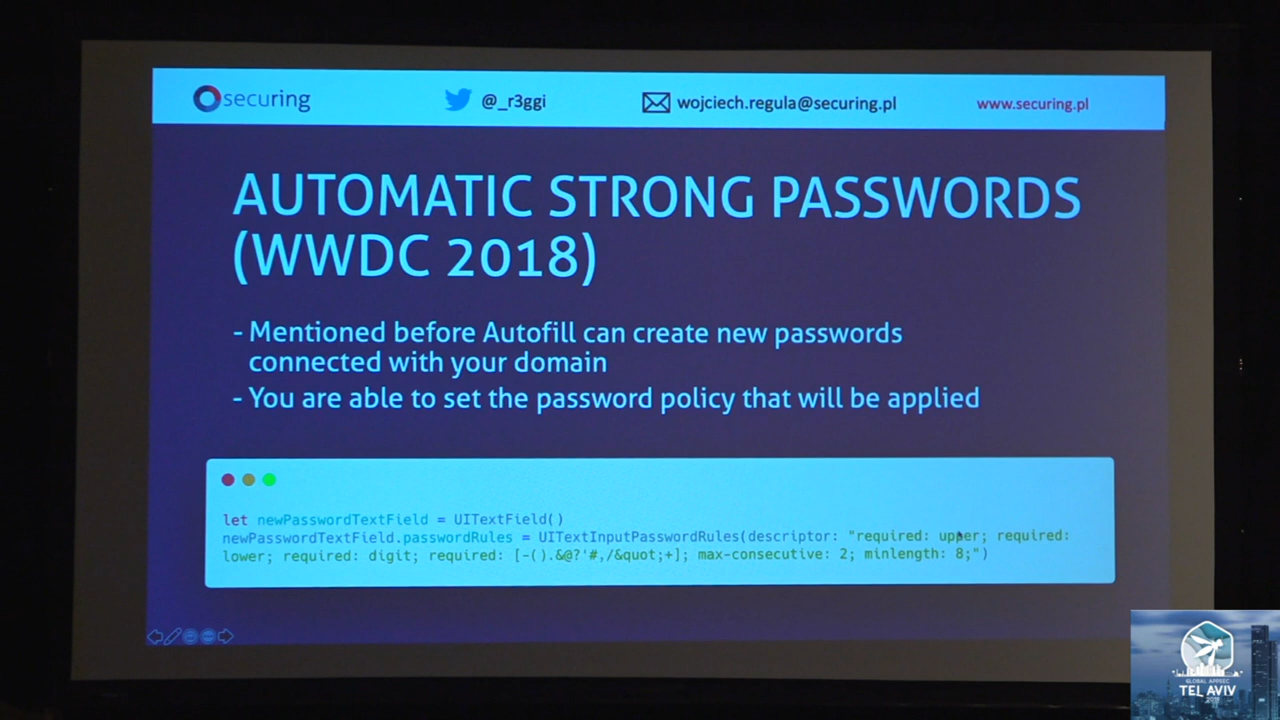 securing
@_r3ggi
wojciech.regula@securing.pl
www.securing.pl
AUTOMATIC STRONG PASSWORDS
(WWDC 2018)
- Mentioned before Autofill can create new passwords
connected with your domain
- You are able to set the password policy that will be applied
let newPasswordTextField = UITextField()
newPasswordTextField.passwordRules = UITextInputPasswordRules(descriptor: "required: upper; required:
lower; required: digit; required: [-().&@?'#,/&quot;+]; max-consecutive: 2; minlength: 8;")
GLOBAL APPSEC
TEL AVIV
2019